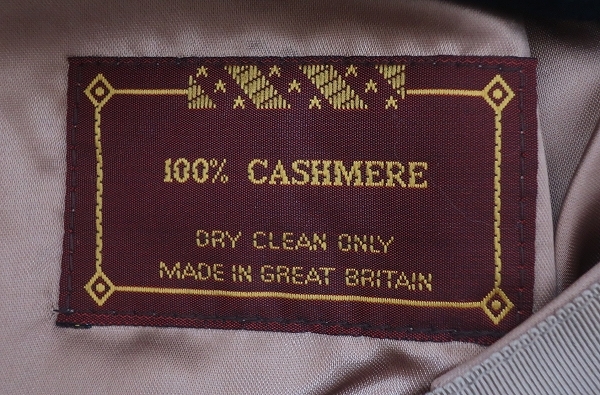 100% CASHMERE
DRY CLEAN ONLY
MADE IN GREAT BRITAIN